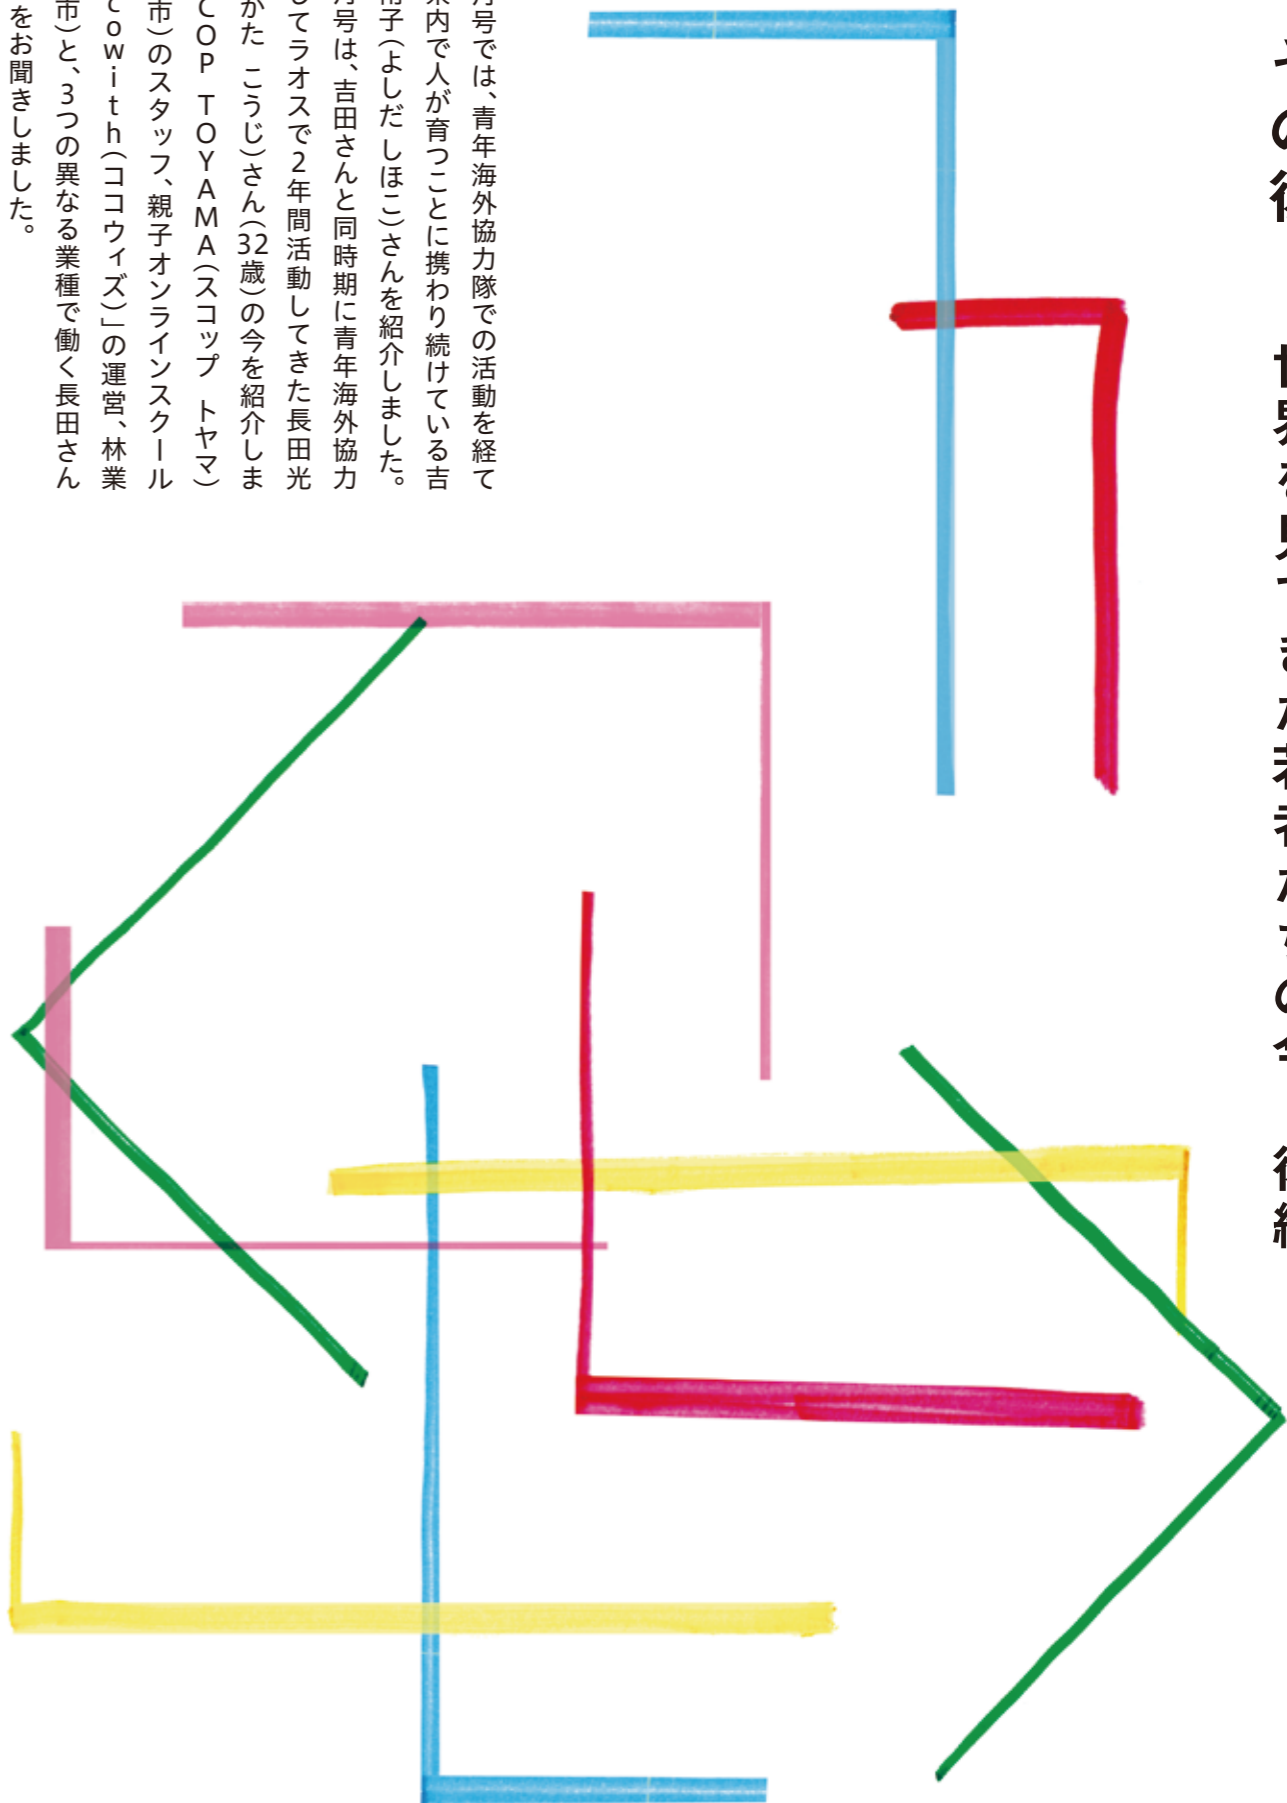 その後
世界を見てきた若者たちの今
後
月号では、青年海外協力隊での活動を経て
内で人が育つことに携わり続けている吉
子(よしだ しほこ)さんを紹介しました。
月号は、吉田さんと同時期に青年海外協力
してラオスで2年間活動してきた長田光
かた こうじ)さん(32歳)の今を紹介しま
COP TOYAMA(スコップ トヤマ)
市)のスタッフ、親子オンラインスクール
cowith(ココウィズ)」の運営、林業
市)と、3つの異なる業種で働く長田さん
をお聞きしました。